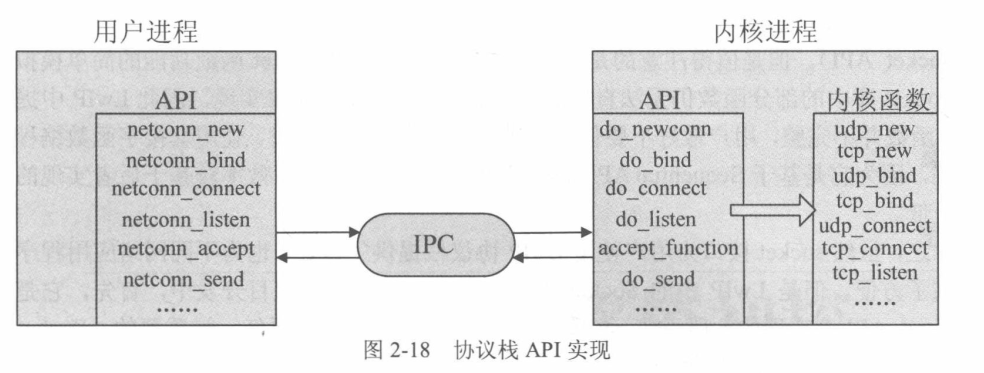 用户进程
内核进程
API
netconn_new
netconn_bind
netconn_connect
netconn_listen
netconn_accept
netconn_send
……
IPC
API
do_newconn
do_bind
do_connect
do_listen
accept_function
do_send
……
内核函数
udp_new
tcp_new
udp_bind
tcp_bind
udp_connect
tcp_connect
tcp_listen
……
图 2-18 协议栈 API 实现